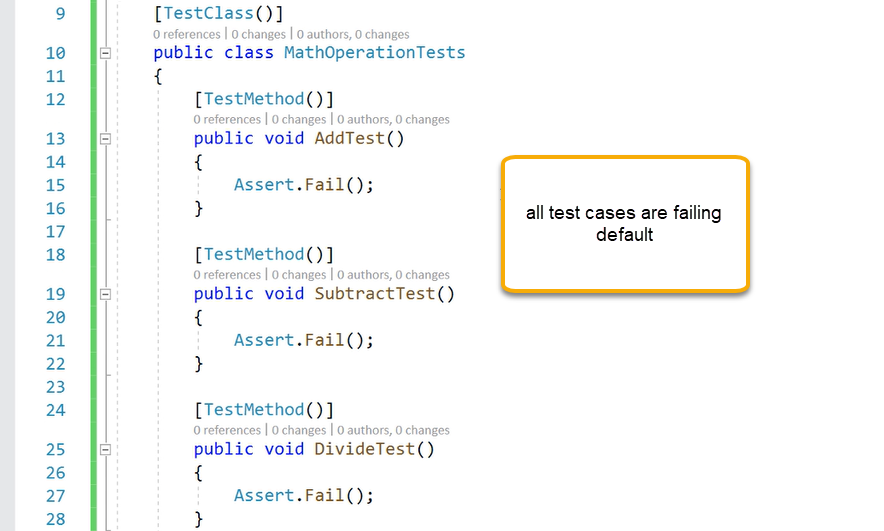 9 [TestClass()]
0 references | 0 changes | 0 authors, 0 changes
10 public class MathOperationTests
11 {
12 [TestMethod()]
0 references | 0 changes | 0 authors, 0 changes
13 public void AddTest()
14 {
15 Assert.Fail();
16 }
17
18 [TestMethod()]
0 references | 0 changes | 0 authors, 0 changes
19 public void SubtractTest()
20 {
21 Assert.Fail();
22 }
23
24 [TestMethod()]
0 references | 0 changes | 0 authors, 0 changes
25 public void DivideTest()
26 {
27 Assert.Fail();
28 }
all test cases are failing
default